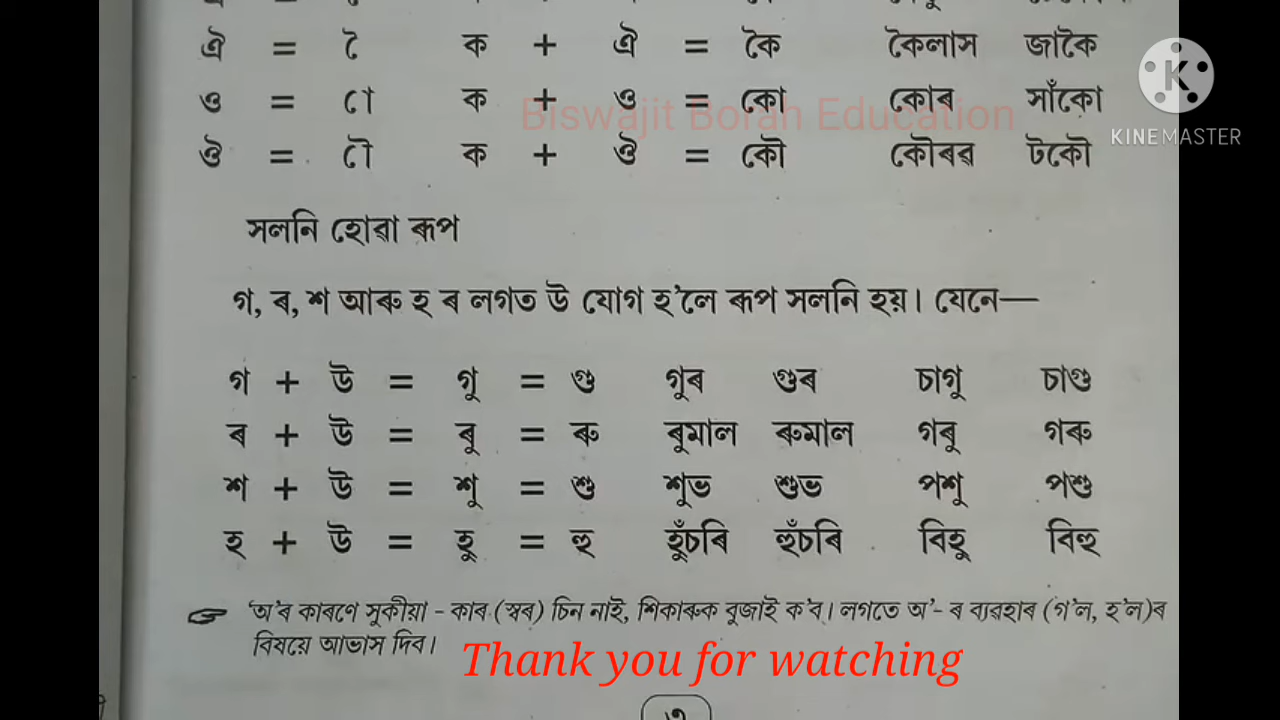 ঐ = ৈ ক + ঐ = কৈ কৈলাস জাকৈ
ও = ো ক + ও = কো কোৰ সাঁকো
Biswajit Borah Education
ঔ = ৌ ক + ঔ = কৌ কৌৰৱ টকৌ
K
KINEMASTER
সলনি হোৱা ৰূপ
গ, ৰ, শ আৰু হ ৰ লগত উ যোগ হ'লে ৰূপ সলনি হয়। যেনে—
গ + উ = গু = গু গুৰ গুৰ চাগু চাগু
ৰ + উ = ৰু = ৰু ৰুমাল ৰুমাল গৰু গৰু
শ + উ = শু = শু শুভ শুভ পশু পশু
হ + উ = হু = হু হুঁচৰি হুঁচৰি বিহু বিহু
'অ'ৰ কাৰণে সুকীয়া - কাৰ (স্বৰ) চিন নাই, শিকাৰুক বুজাই ক'ব। লগতে অ'- ৰ ব্যৱহাৰ (গ'ল, হ'ল)ৰ
বিষয়ে আভাস দিব।
Thank you for watching